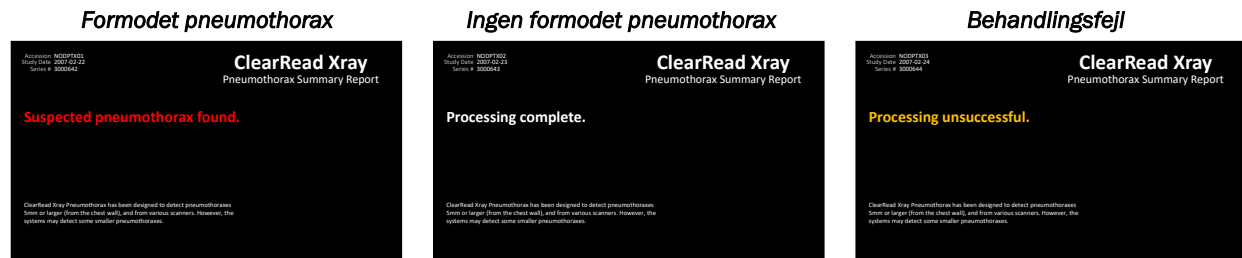 Formodet pneumothorax
Accession NODPTX01
Study Date 2007-02-22
Series # 3000642
ClearRead Xray
Pneumothorax Summary Report
Suspected pneumothorax found.
ClearRead Xray Pneumothorax has been designed to detect pneumothoraxes
5mm or larger (from the chest wall), and from various scanners. However, the
systems may detect some smaller pneumothoraxes.
Ingen formodet pneumothorax
Accession NODPTX02
Study Date 2007-02-23
Series # 3000643
ClearRead Xray
Pneumothorax Summary Report
Processing complete.
ClearRead Xray Pneumothorax has been designed to detect pneumothoraxes
5mm or larger (from the chest wall), and from various scanners. However, the
systems may detect some smaller pneumothoraxes.
Behandlingsfejl
Accession NODPTX03
Study Date 2007-02-24
Series # 3000644
ClearRead Xray
Pneumothorax Summary Report
Processing unsuccessful.
ClearRead Xray Pneumothorax has been designed to detect pneumothoraxes
5mm or larger (from the chest wall), and from various scanners. However, the
systems may detect some smaller pneumothoraxes.